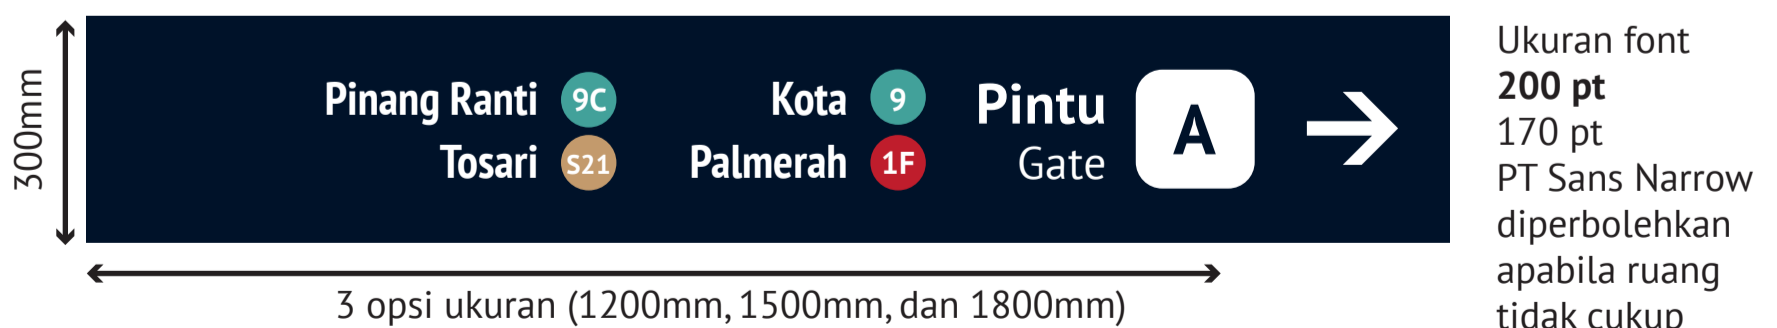 300mm
Pinang Ranti 9C
Tosari S21
Kota 9
Palmerah 1F
Pintu
Gate
A
3 opsi ukuran (1200mm, 1500mm, dan 1800mm)
Ukuran font
200 pt
170 pt
PT Sans Narrow
diperbolehkan
apabila ruang
tidak cukup